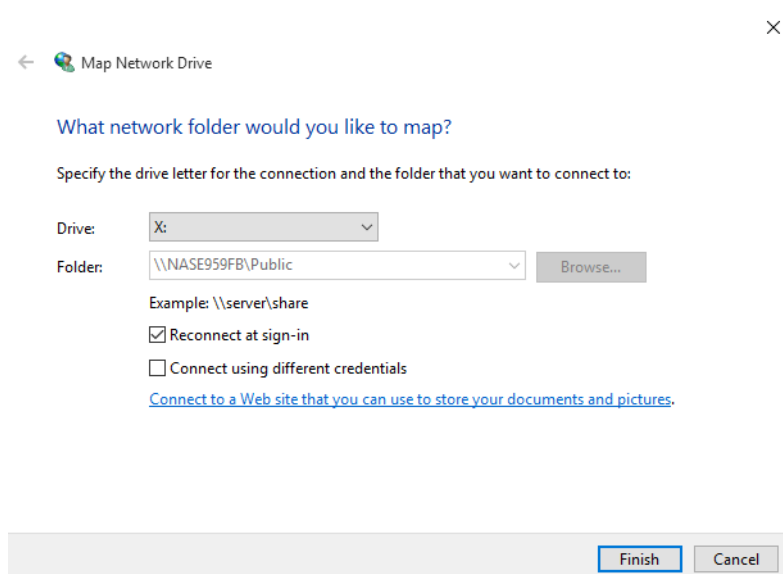 Map Network Drive
What network folder would you like to map?
Specify the drive letter for the connection and the folder that you want to connect to:
Drive: X:
Folder: \\NASE959FB\Public Browse...
Example: \\server\share
Reconnect at sign-in
Connect using different credentials
Connect to a Web site that you can use to store your documents and pictures.
Finish Cancel